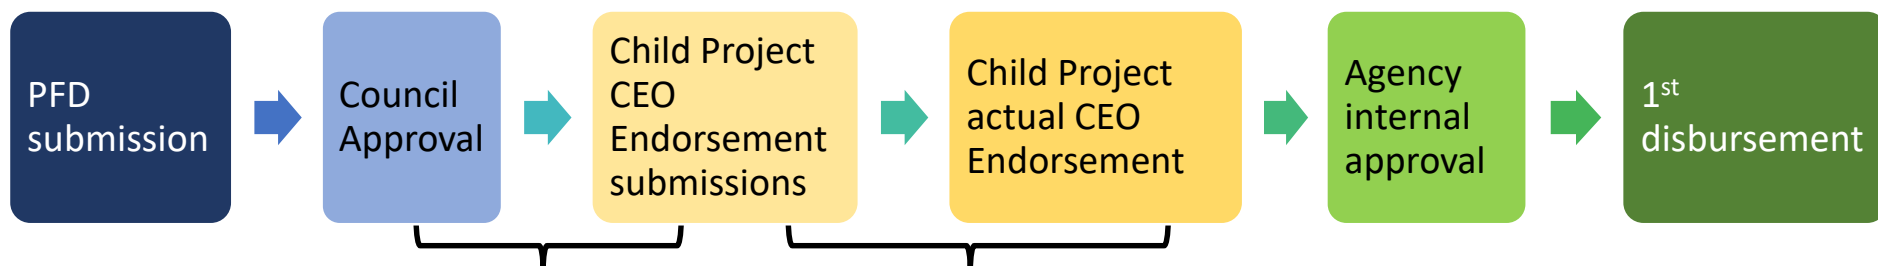 PFD
submission
Council
Approval
Child Project
CEO
Endorsement
submissions
Child Project
actual CEO
Endorsement
Agency
internal
approval
1st
disbursement